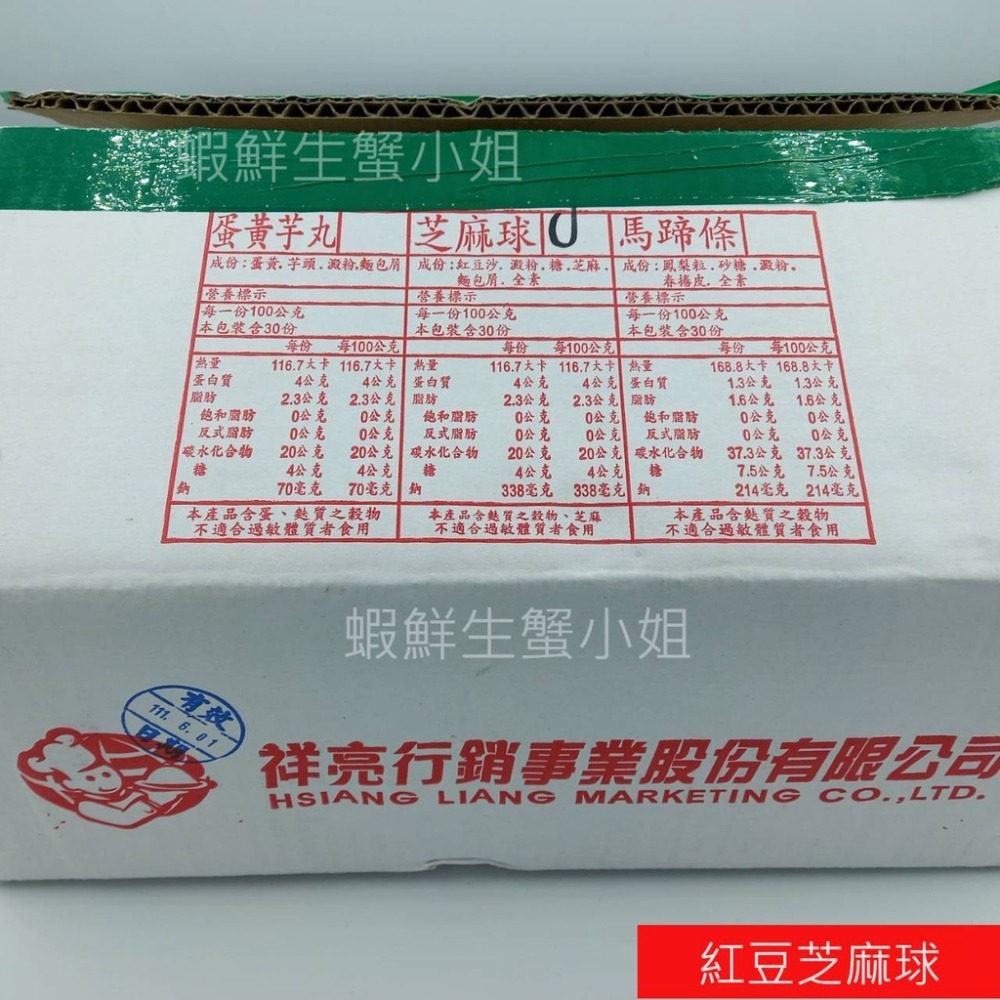 蝦鮮生蟹小姐
蛋黃芋丸
成份:蛋黃.芋頭.澱粉.麵包屑
營養標示
每一份100公克
本包裝含30份
每份 每100公克
熱量 116.7大卡 116.7大卡
蛋白質 4公克 4公克
脂肪 2.3公克 2.3公克
飽和脂肪 0公克 0公克
反式脂肪 0公克 0公克
碳水化合物 20公克 20公克
糖 4公克 4公克
鈉 70毫克 70毫克
本產品含蛋、麩質之穀物
不適合過敏體質者食用
芝麻球
成份:紅豆沙.澱粉.糖.芝麻.
麵包屑.全素
營養標示
每一份100公克
本包裝含30份
每份 每100公克
熱量 116.7大卡 116.7大卡
蛋白質 4公克 4公克
脂肪 2.3公克 2.3公克
飽和脂肪 0公克 0公克
反式脂肪 0公克 0公克
碳水化合物 20公克 20公克
糖 4公克 4公克
鈉 338毫克 338毫克
本產品含麩質之穀物、芝麻
不適合過敏體質者食用
馬蹄條
成份:鳳梨粒.砂糖.澱粉。
春捲皮.全素
營養標示
每一份100公克
本包裝含30份
每份 每100公克
熱量 168.8大卡 168.8大卡
蛋白質 1.3公克 1.3公克
脂肪 1.6公克 1.6公克
飽和脂肪 0公克 0公克
反式脂肪 0公克 0公克
碳水化合物 37.3公克 37.3公克
糖 7.5公克 7.5公克
鈉 214毫克 214毫克
本產品含麩質之穀物
不適合過敏體質者食用
蝦鮮生蟹小姐
有效
111. 6. 01
日期
祥亮行銷事業股份有限公司
HSIANG LIANG MARKETING CO.,LTD.
紅豆芝麻球